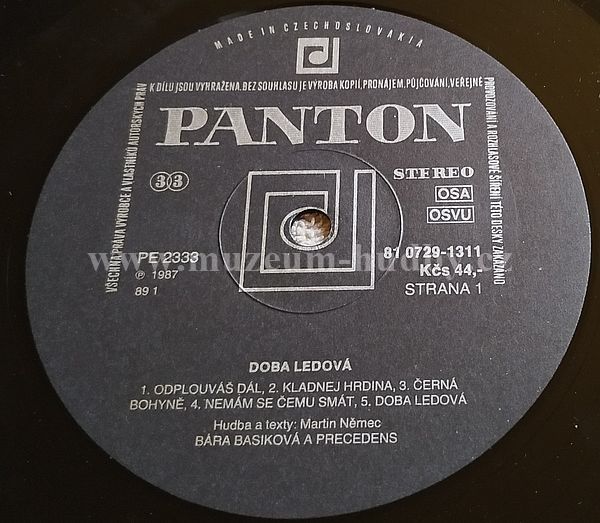 MADE IN CZECHOSLOVAKIA
VŠECHNA PRÁVA VÝROBCE A VLASTNÍKŮ AUTORSKÝCH PRÁV
K DÍLU JSOU VYHRAŽENA. BEZ SOUHLASU JE VÝROBA KOPIÍ, PRONÁJEM, PŮJČOVÁNÍ, VEŘEJNÉ
PROVOZOVÁNÍ A ROZHLASOVÉ ŠÍŘENÍ TÉTO DESKY ZAKÁZÁNO
PANTON
33
STEREO
OSA
OSVU
PE 2333
℗ 1987
89 1
81 0729-1311
Kčs 44,-
STRANA 1
www.muzeum-hudby.cz
DOBA LEDOVÁ
1. ODPLOUVÁŠ DÁL, 2. KLADNEJ HRDINA, 3. ČERNÁ
BOHYNĚ, 4. NEMÁM SE ČEMU SMÁT, 5. DOBA LEDOVÁ
Hudba a texty: Martin Němec
BÁRA BASIKOVÁ A PRECEDENS